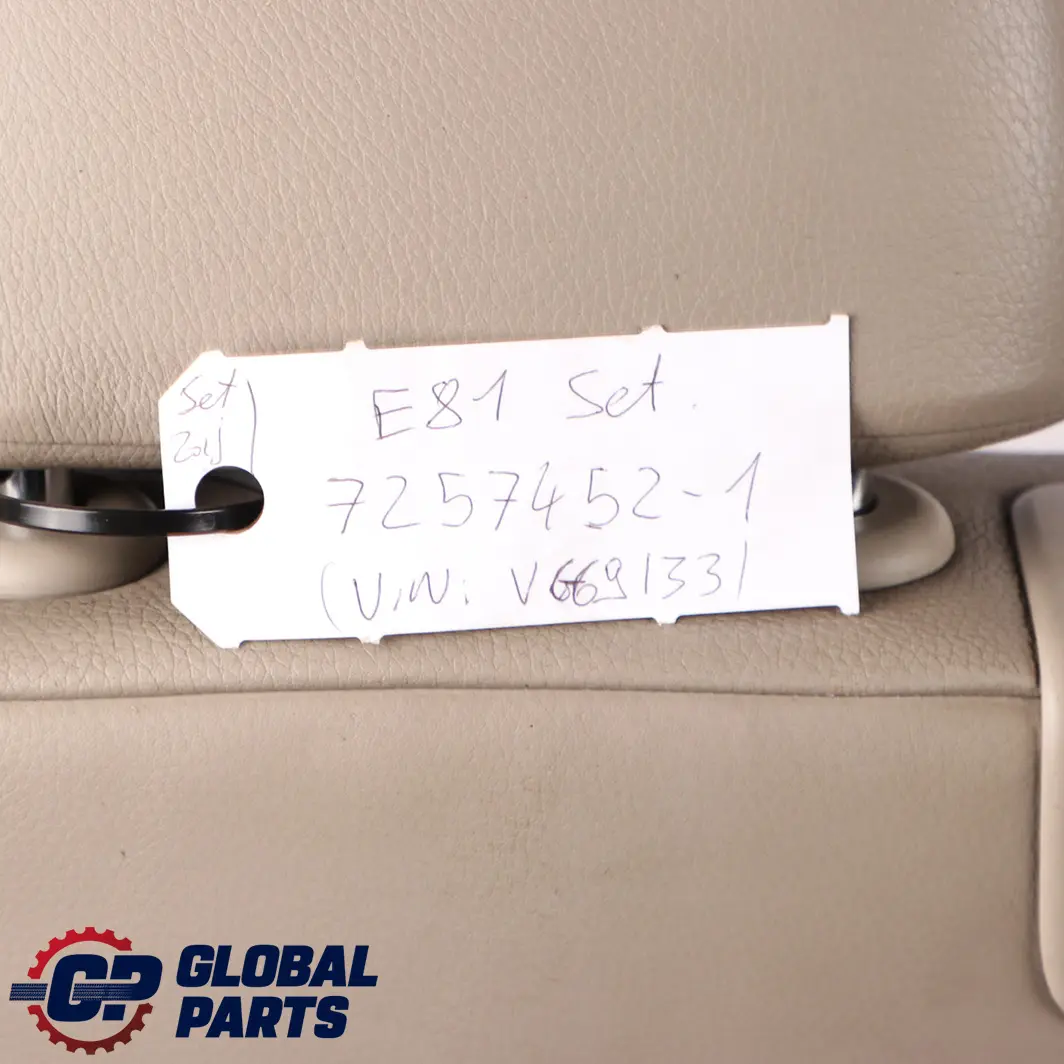 Set
E81 Set.
7257452-1
(ViN: V669133)
GLOBAL
PARTS